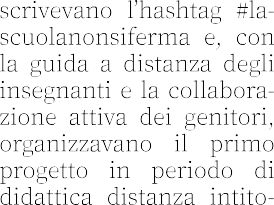 scrivevano l'hashtag #la-
scuolanonsiferma e, con
la guida a distanza degli
insegnanti e la collabora-
zione attiva dei genitori,
organizzavano il primo
progetto in periodo di
didattica distanza intito-